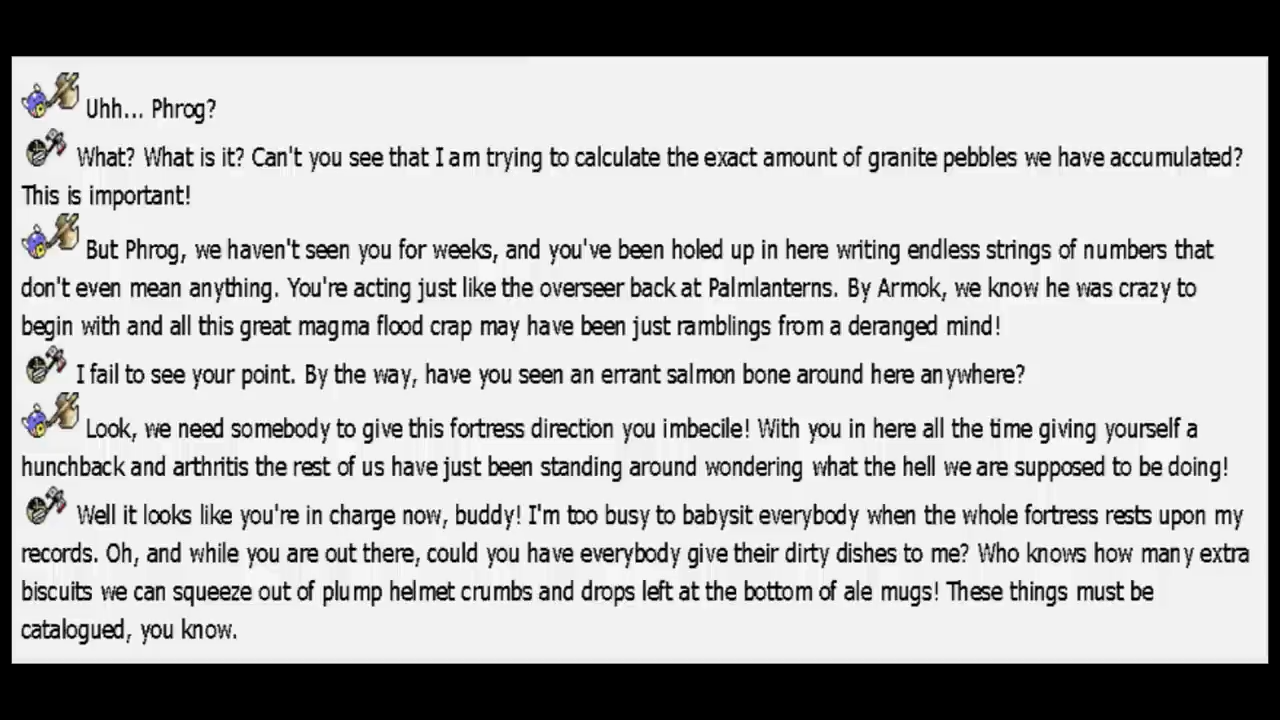 Uhh... Phrog?
What? What is it? Can't you see that I am trying to calculate the exact amount of granite pebbles we have accumulated?
This is important!
But Phrog, we haven't seen you for weeks, and you've been holed up in here writing endless strings of numbers that
don't even mean anything. You're acting just like the overseer back at Palmlanterns. By Armok, we know he was crazy to
begin with and all this great magma flood crap may have been just ramblings from a deranged mind!
I fail to see your point. By the way, have you seen an errant salmon bone around here anywhere?
Look, we need somebody to give this fortress direction you imbecile! With you in here all the time giving yourself a
hunchback and arthritis the rest of us have just been standing around wondering what the hell we are supposed to be doing!
Well it looks like you're in charge now, buddy! I'm too busy to babysit everybody when the whole fortress rests upon my
records. Oh, and while you are out there, could you have everybody give their dirty dishes to me? Who knows how many extra
biscuits we can squeeze out of plump helmet crumbs and drops left at the bottom of ale mugs! These things must be
catalogued, you know.